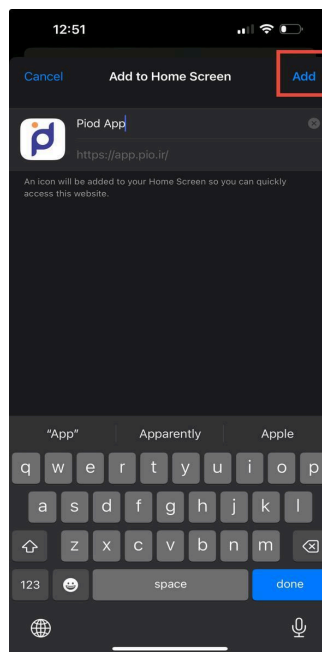 12:51
Cancel Add to Home Screen Add
Piod App
https://app.pio.ir/
An icon will be added to your Home Screen so you can quickly
access this website.
“App” Apparently Apple
q w e r t y u i o p
a s d f g h j k l
z x c v b n m
123 space done